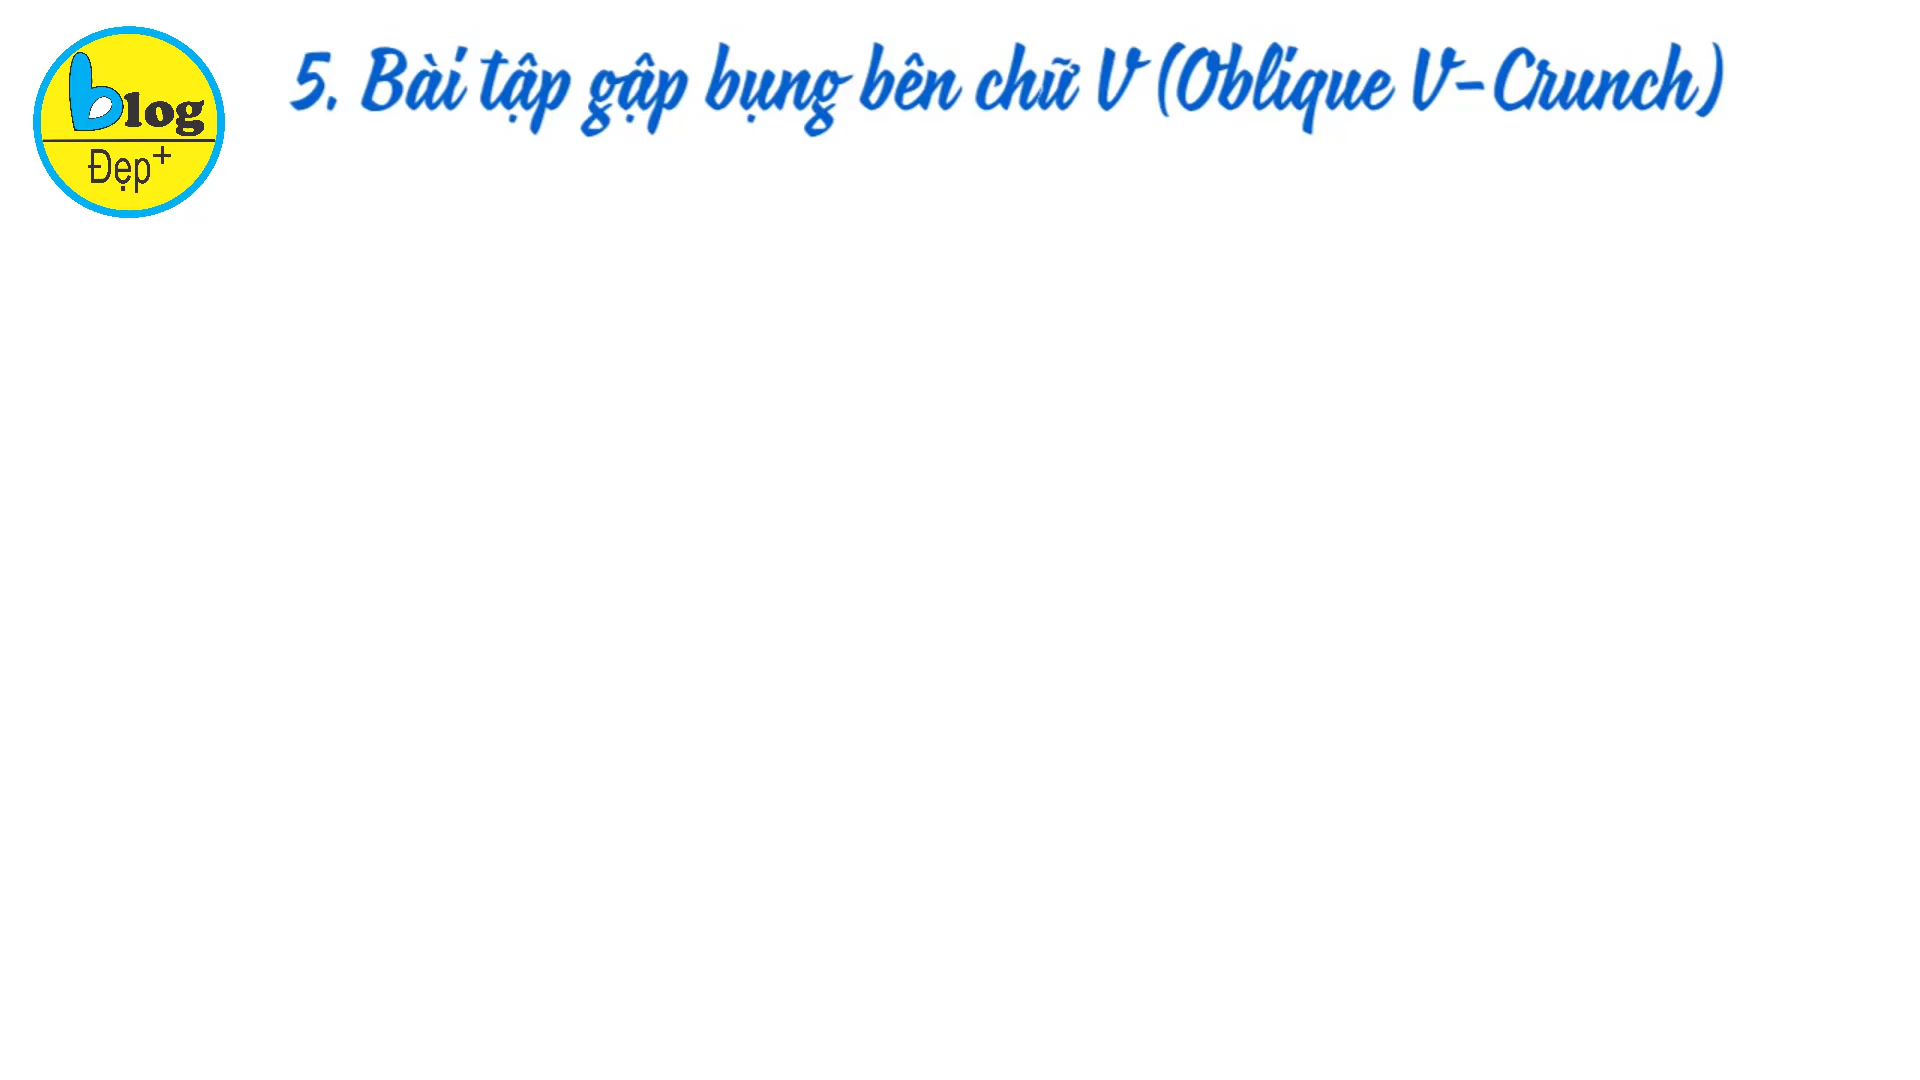 blog
Đẹp+
5. Bài tập gập bụng bên chữ V (Oblique V-Crunch)